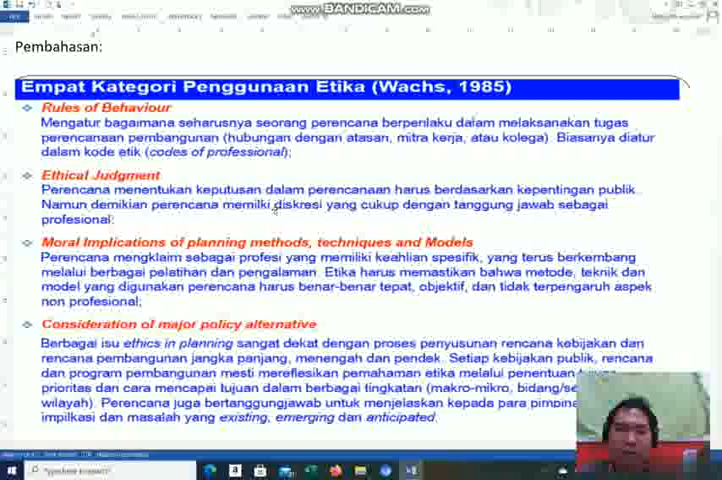 www.BANDICAM.com
Pembahasan:
Empat Kategori Penggunaan Etika (Wachs, 1985)
Rules of Behaviour
Mengatur bagaimana seharusnya seorang perencana berperilaku dalam melaksanakan tugas
perencanaan pembangunan (hubungan dengan atasan, mitra kerja, atau kolega). Biasanya diatur
dalam kode etik (codes of professional);
Ethical Judgment
Perencana menentukan keputusan dalam perencanaan harus berdasarkan kepentingan publik.
Namun demikian perencana memilki diskresi yang cukup dengan tanggung jawab sebagai
profesional;
Moral Implications of planning methods, techniques and Models
Perencana mengklaim sebagai profesi yang memiliki keahlian spesifik, yang terus berkembang
melalui berbagai pelatihan dan pengalaman. Etika harus memastikan bahwa metode, teknik dan
model yang digunakan perencana harus benar-benar tepat, objektif, dan tidak terpengaruh aspek
non profesional;
Consideration of major policy alternative
Berbagai isu ethics in planning sangat dekat dengan proses penyusunan rencana kebijakan dan
rencana pembangunan jangka panjang, menengah dan pendek. Setiap kebijakan publik, rencana
dan program pembangunan mesti merefleksikan pemahaman etika melalui penentuan
prioritas dan cara mencapai tujuan dalam berbagai tingkatan (makro-mikro, bidang/se
wilayah). Perencana juga bertanggungjawab untuk menjelaskan kepada para pimpina
impilkasi dan masalah yang existing, emerging dan anticipated.